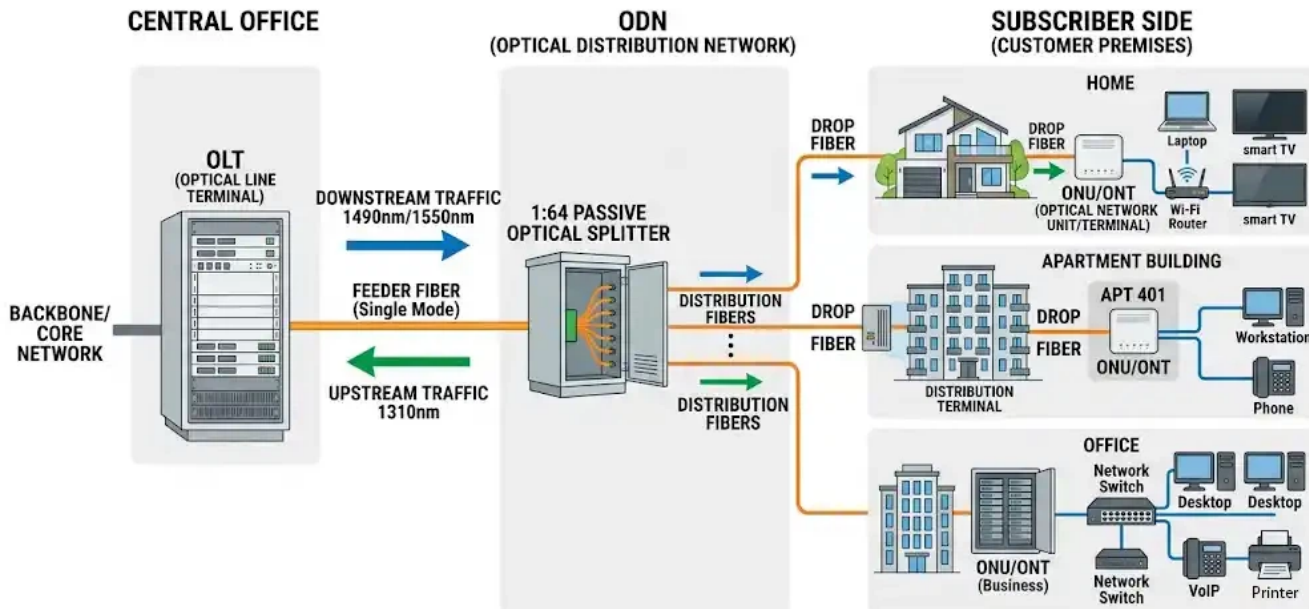 CENTRAL OFFICE
ODN
(OPTICAL DISTRIBUTION NETWORK)
SUBSCRIBER SIDE
(CUSTOMER PREMISES)
OLT
(OPTICAL LINE
TERMINAL)
BACKBONE/
CORE
NETWORK
DOWNSTREAM TRAFFIC
1490nm/1550nm
FEEDER FIBER
(Single Mode)
UPSTREAM TRAFFIC
1310nm
1:64 PASSIVE
OPTICAL SPLITTER
DISTRIBUTION
FIBERS
DISTRIBUTION
FIBERS
HOME
DROP
FIBER
DROP
FIBER
ONU/ONT
(OPTICAL NETWORK
UNIT/TERMINAL)
Laptop
Wi-Fi
Router
smart TV
smart TV
APARTMENT BUILDING
DROP
FIBER
DISTRIBUTION
TERMINAL
DROP
FIBER
APT 401
ONU/ONT
Workstation
Phone
OFFICE
ONU/ONT
(Business)
Network
Switch
Network
Switch
Desktop
Desktop
VoIP
Printer